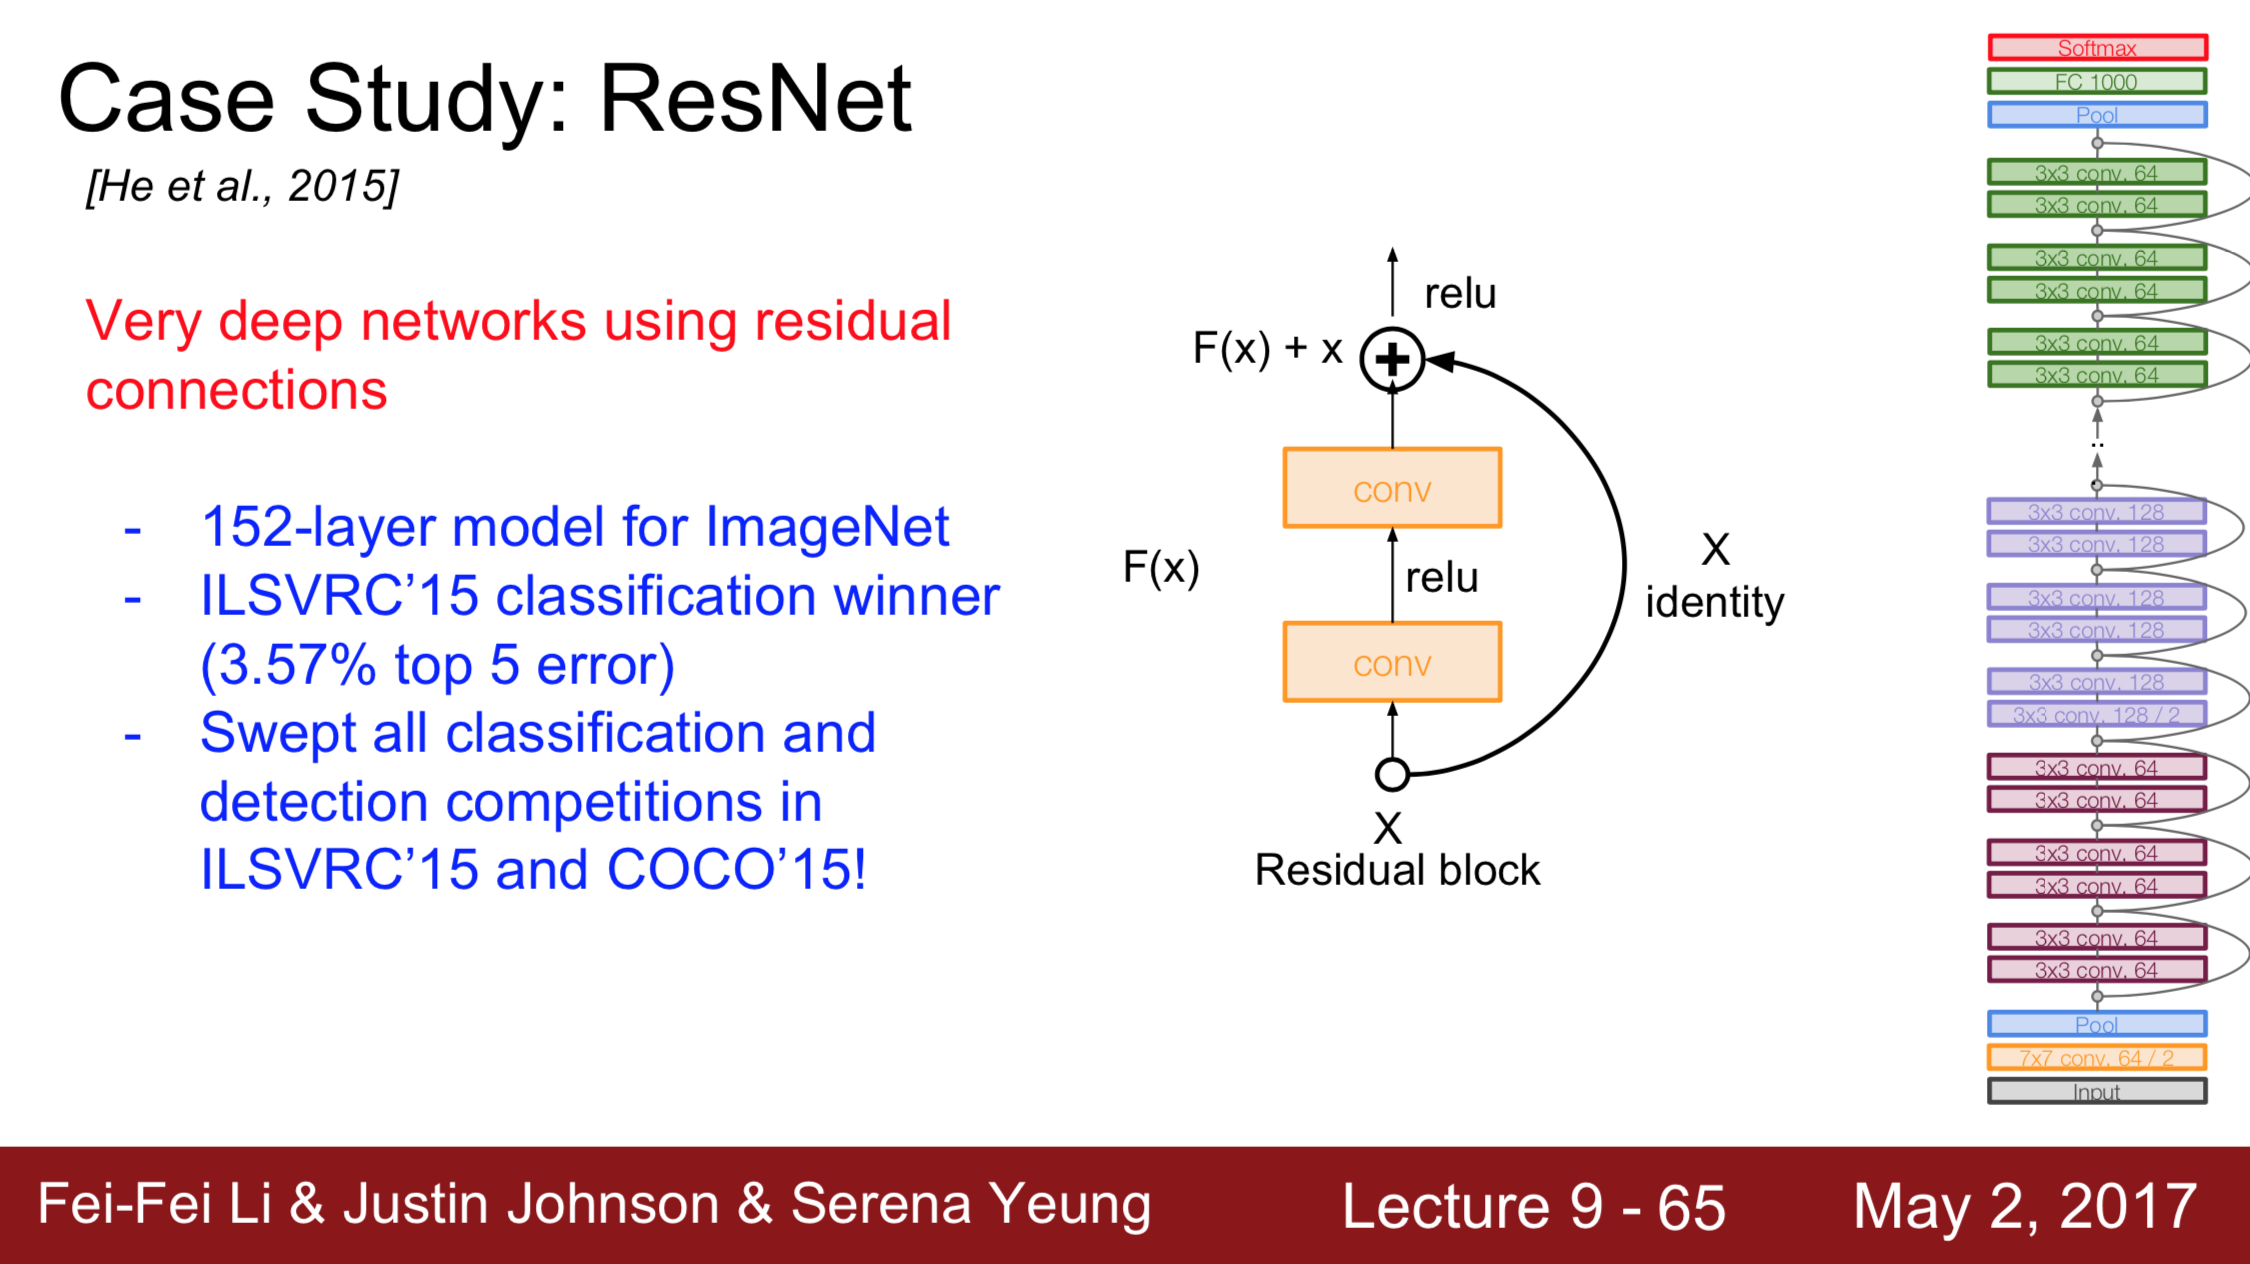 Case Study: ResNet
[He et al., 2015]
Very deep networks using residual
connections
- 152-layer model for ImageNet
- ILSVRC’15 classification winner
(3.57% top 5 error)
- Swept all classification and
detection competitions in
ILSVRC’15 and COCO’15!
relu
F(x) + x
conv
F(x)
relu
X
identity
conv
X
Residual block
Softmax
FC 1000
Pool
3x3 conv, 64
3x3 conv, 64
3x3 conv, 64
3x3 conv, 64
3x3 conv, 64
3x3 conv, 64
..
3x3 conv, 128
3x3 conv, 128
3x3 conv, 128
3x3 conv, 128
3x3 conv, 128
3x3 conv, 128 / 2
3x3 conv, 64
3x3 conv, 64
3x3 conv, 64
3x3 conv, 64
3x3 conv, 64
3x3 conv, 64
Pool
7x7 conv, 64 / 2
Input
Fei-Fei Li & Justin Johnson & Serena Yeung
Lecture 9 - 65
May 2, 2017